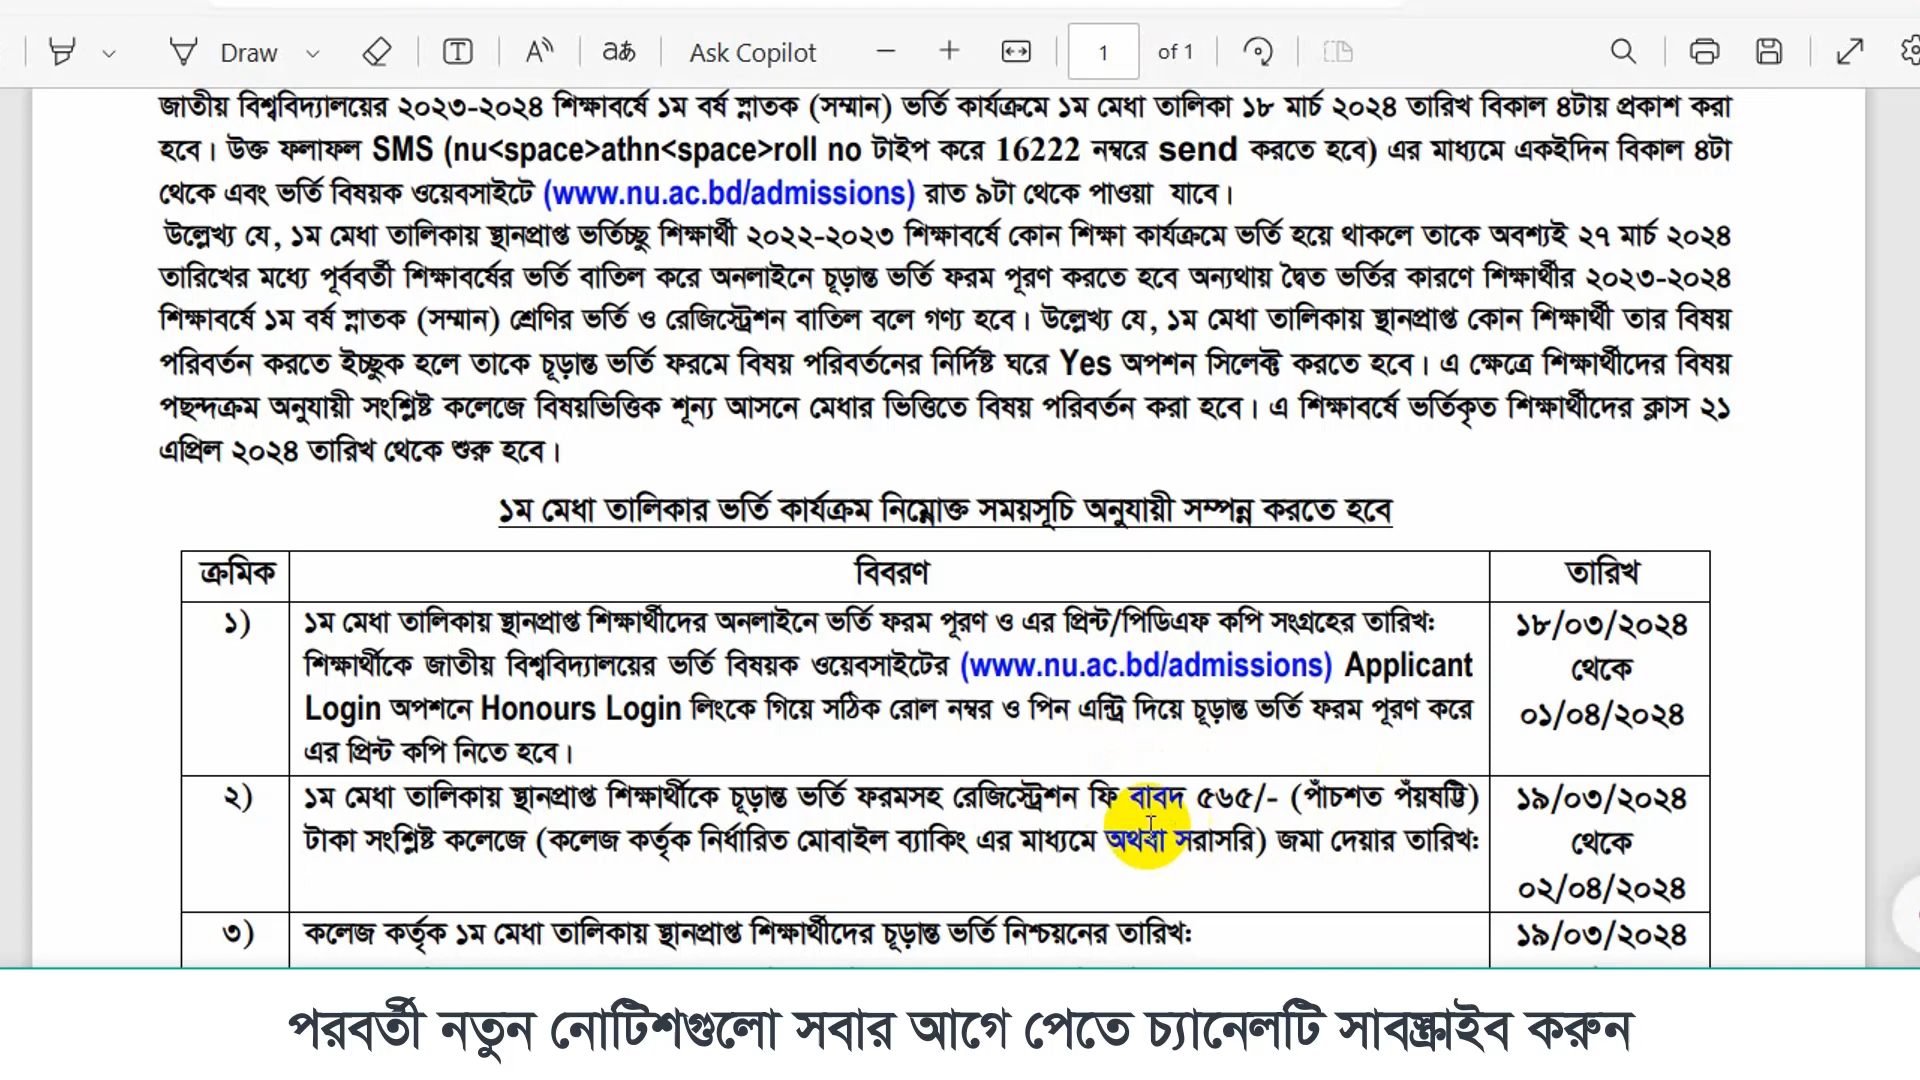 Draw
Ask Copilot
1
of 1
জাতীয় বিশ্ববিদ্যালয়ের ২০২৩-২০২৪ শিক্ষাবর্ষে ১ম বর্ষ স্নাতক (সম্মান) ভর্তি কার্যক্রমে ১ম মেধা তালিকা ১৮ মার্চ ২০২৪ তারিখ বিকাল ৪টায় প্রকাশ করা
হবে। উক্ত ফলাফল SMS (nu<space>athn<space>roll no টাইপ করে 16222 নম্বরে send করতে হবে) এর মাধ্যমে একইদিন বিকাল ৪টা
থেকে এবং ভর্তি বিষয়ক ওয়েবসাইটে (www.nu.ac.bd/admissions) রাত ৯টা থেকে পাওয়া যাবে।
উল্লেখ্য যে, ১ম মেধা তালিকায় স্থানপ্রাপ্ত ভর্তিচ্ছু শিক্ষার্থী ২০২২-২০২৩ শিক্ষাবর্ষে কোন শিক্ষা কার্যক্রমে ভর্তি হয়ে থাকলে তাকে অবশ্যই ২৭ মার্চ ২০২৪
তারিখের মধ্যে পূর্ববর্তী শিক্ষাবর্ষের ভর্তি বাতিল করে অনলাইনে চূড়ান্ত ভর্তি ফরম পূরণ করতে হবে অন্যথায় দ্বৈত ভর্তির কারণে শিক্ষার্থীর ২০২৩-২০২৪
শিক্ষাবর্ষে ১ম বর্ষ স্নাতক (সম্মান) শ্রেণির ভর্তি ও রেজিস্ট্রেশন বাতিল বলে গণ্য হবে। উল্লেখ্য যে, ১ম মেধা তালিকায় স্থানপ্রাপ্ত কোন শিক্ষার্থী তার বিষয়
পরিবর্তন করতে ইচ্ছুক হলে তাকে চূড়ান্ত ভর্তি ফরমে বিষয় পরিবর্তনের নির্দিষ্ট ঘরে Yes অপশন সিলেক্ট করতে হবে। এ ক্ষেত্রে শিক্ষার্থীদের বিষয়
পছন্দক্রম অনুযায়ী সংশ্লিষ্ট কলেজে বিষয়ভিত্তিক শূন্য আসনে মেধার ভিত্তিতে বিষয় পরিবর্তন করা হবে। এ শিক্ষাবর্ষে ভর্তিকৃত শিক্ষার্থীদের ক্লাস ২১
এপ্রিল ২০২৪ তারিখ থেকে শুরু হবে।
১ম মেধা তালিকার ভর্তি কার্যক্রম নিম্নোক্ত সময়সূচি অনুযায়ী সম্পন্ন করতে হবে
ক্রমিক
বিবরণ
তারিখ
১)
১ম মেধা তালিকায় স্থানপ্রাপ্ত শিক্ষার্থীদের অনলাইনে ভর্তি ফরম পূরণ ও এর প্রিন্ট/পিডিএফ কপি সংগ্রহের তারিখ:
শিক্ষার্থীকে জাতীয় বিশ্ববিদ্যালয়ের ভর্তি বিষয়ক ওয়েবসাইটের (www.nu.ac.bd/admissions) Applicant
Login অপশনে Honours Login লিংকে গিয়ে সঠিক রোল নম্বর ও পিন এন্ট্রি দিয়ে চূড়ান্ত ভর্তি ফরম পূরণ করে
এর প্রিন্ট কপি নিতে হবে।
১৮/০৩/২০২৪
থেকে
০১/০৪/২০২৪
২)
১ম মেধা তালিকায় স্থানপ্রাপ্ত শিক্ষার্থীকে চূড়ান্ত ভর্তি ফরমসহ রেজিস্ট্রেশন ফি বাবদ ৫৬৫/- (পাঁচশত পঁয়ষট্টি)
টাকা সংশ্লিষ্ট কলেজে (কলেজ কর্তৃক নির্ধারিত মোবাইল ব্যাকিং এর মাধ্যমে অথবা সরাসরি) জমা দেয়ার তারিখ:
১৯/০৩/২০২৪
থেকে
০২/০৪/২০২৪
৩)
কলেজ কর্তৃক ১ম মেধা তালিকায় স্থানপ্রাপ্ত শিক্ষার্থীদের চূড়ান্ত ভর্তি নিশ্চয়নের তারিখ:
১৯/০৩/২০২৪
পরবর্তী নতুন নোটিশগুলো সবার আগে পেতে চ্যানেলটি সাবস্ক্রাইব করুন